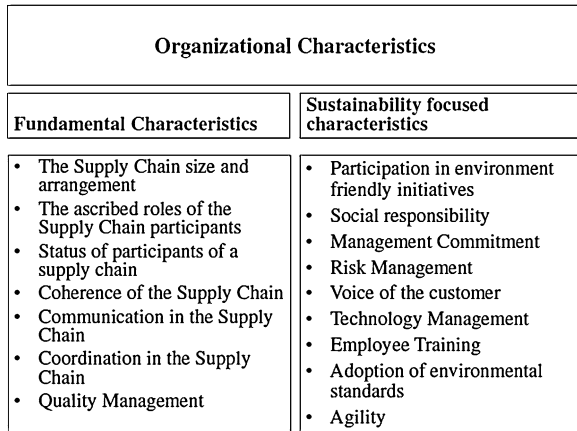 Organizational Characteristics
Fundamental Characteristics
Sustainability focused
characteristics
• The Supply Chain size and
arrangement
• The ascribed roles of the
Supply Chain participants
• Status of participants of a
supply chain
• Coherence of the Supply Chain
• Communication in the Supply
Chain
• Coordination in the Supply
Chain
• Quality Management
• Participation in environment
friendly initiatives
• Social responsibility
• Management Commitment
• Risk Management
• Voice of the customer
• Technology Management
• Employee Training
• Adoption of environmental
standards
• Agility